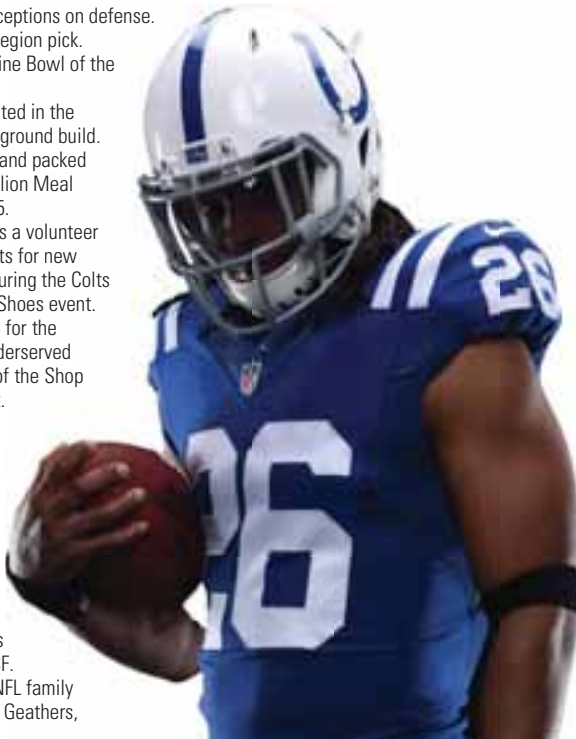 ceptions on defense.
egion pick.
ine Bowl of the
ted in the
ground build.
and packed
lion Meal
5.
s a volunteer
ts for new
uring the Colts
Shoes event.
for the
derserved
of the Shop
.
s
F.
NFL family
Geathers,
26
26